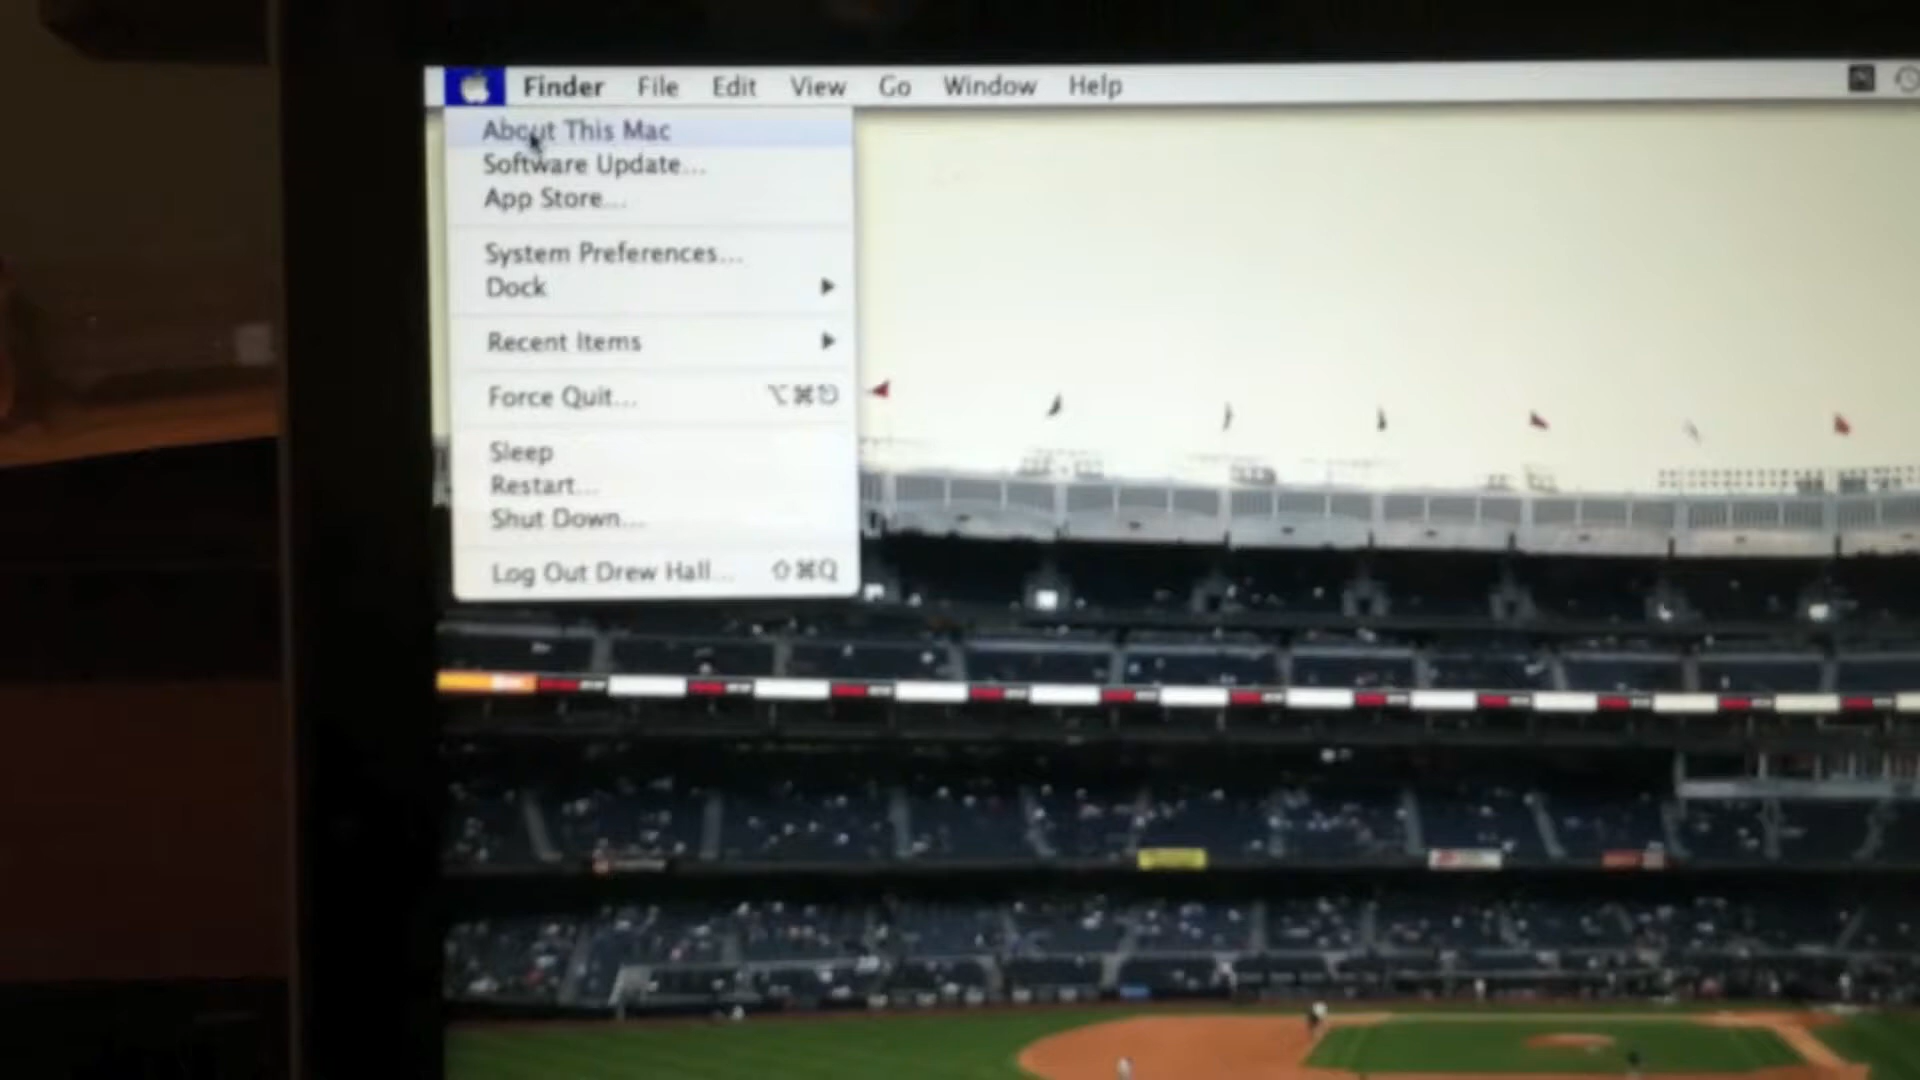 Finder File Edit View Go Window Help
About This Mac
Software Update...
App Store...
System Preferences...
Dock ▶
Recent Items ▶
Force Quit... ⌥⌘⎋
Sleep
Restart...
Shut Down...
Log Out Drew Hall... ⇧⌘Q